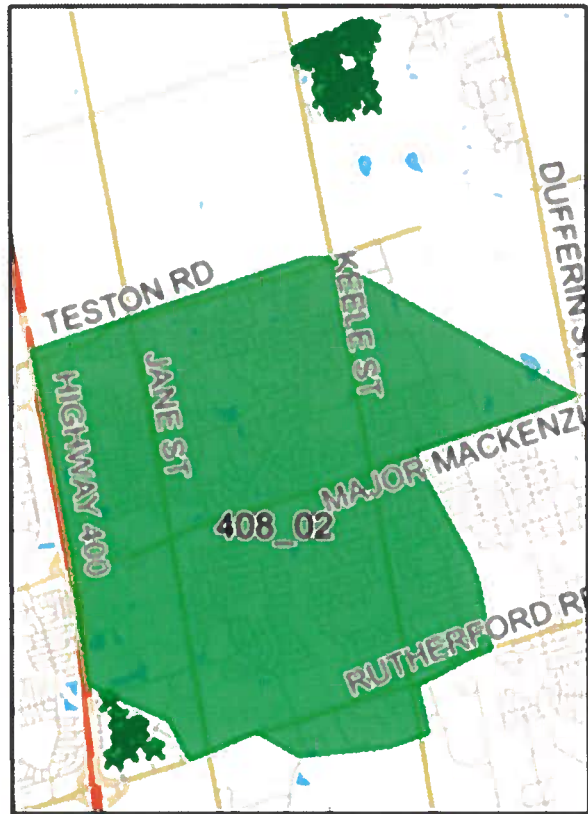 DUFFERIN ST
TESTON RD
KEELE ST
JANE ST
HIGHWAY 400
MAJOR MACKENZI
408_02
RUTHERFORD RD